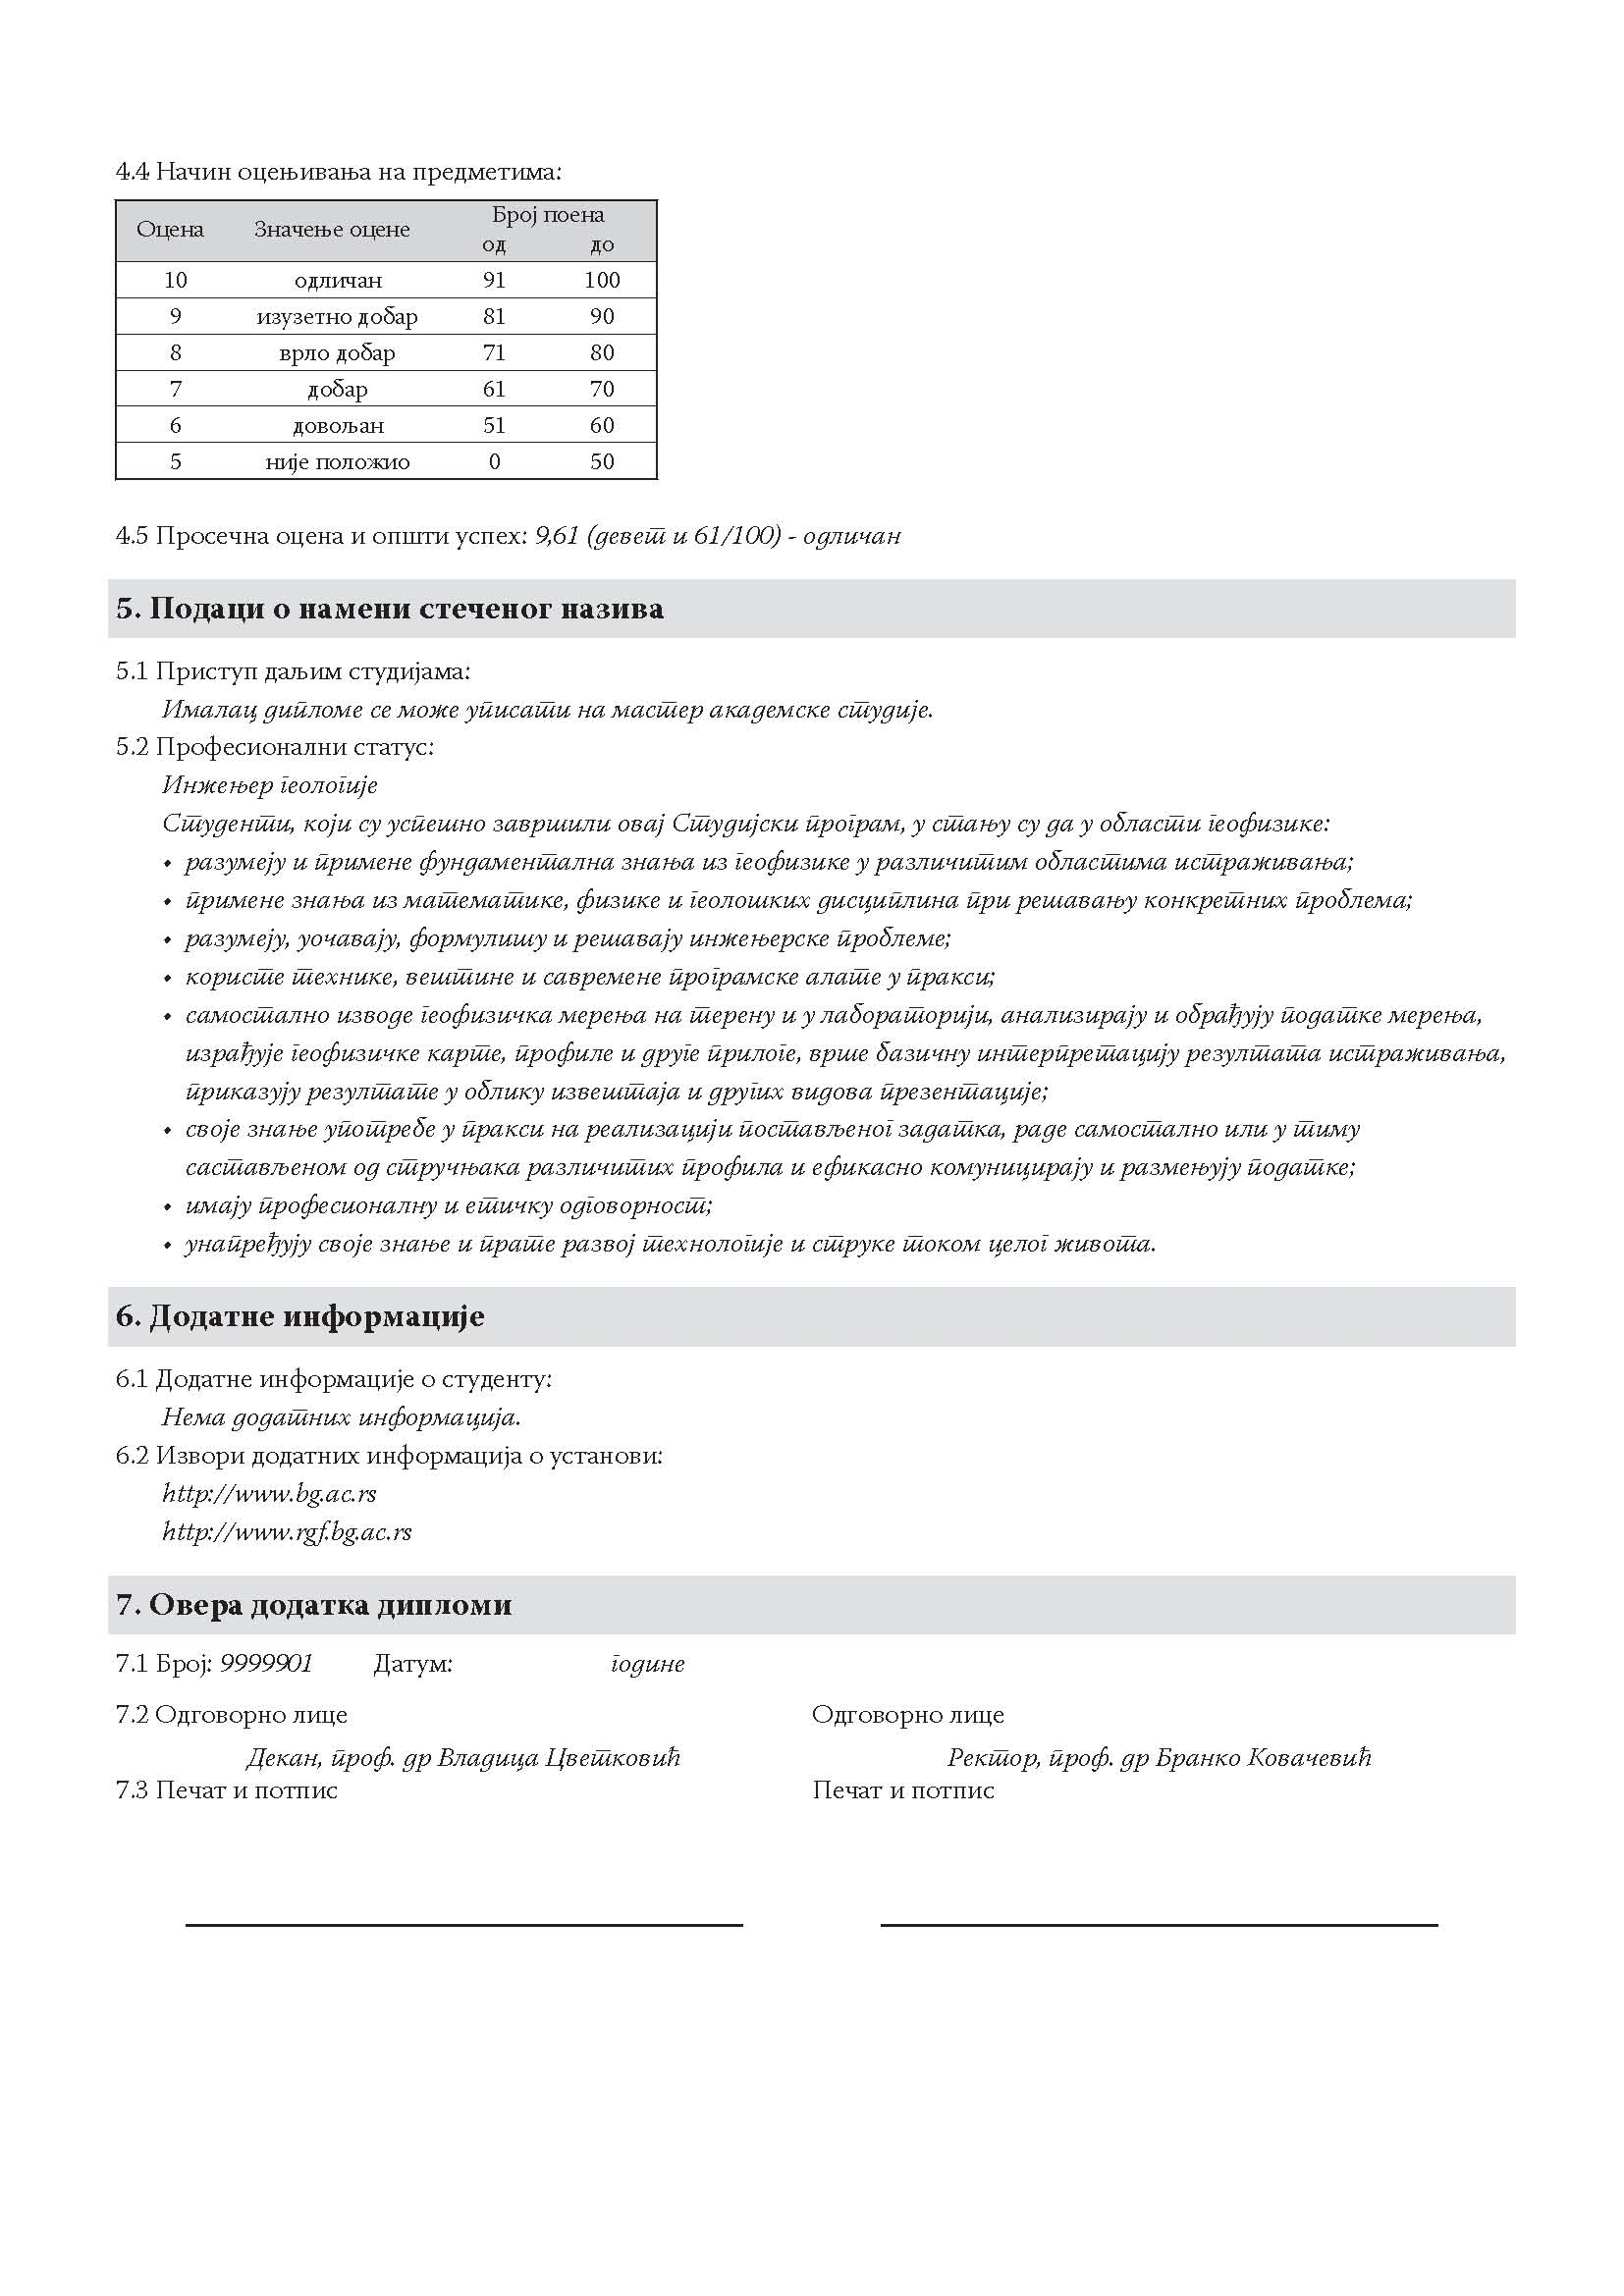 4.4 Начин оцењивања на предметима:
Оцена Значење оцене Број поена
од до
10 одличан 91 100
9 изузетно добар 81 90
8 врло добар 71 80
7 добар 61 70
6 довољан 51 60
5 није положио 0 50
4.5 Просечна оцена и општи успех: 9,61 (девет и 61/100) - одличан
5. Подаци о намени стеченог назива
5.1 Приступ даљим студијама:
Ималац дипломе се може уписати на мастер академске студије.
5.2 Професионални статус:
Инжењер геологије
Студенти, који су успешно завршили овај Студијски програм, у стању су да у области геофизике:
• разумеју и примене фундаментална знања из геофизике у различитим областима истраживања;
• примене знања из математике, физике и геолошких дисциплина при решавању конкретних проблема;
• разумеју, уочавају, формулишу и решавају инжењерске проблеме;
• користе технике, вештине и савремене програмске алате у пракси;
• самостално изводе геофизичка мерења на терену и у лабораторији, анализирају и обрађују податке мерења,
израђује геофизичке карте, профиле и друге прилоге, врше базичну интерпретацију резултата истраживања,
приказују резултате у облику извештаја и других видова презентације;
• своје знање употребе у пракси на реализацији постављеног задатка, раде самостално или у тиму
састављеном од стручњака различитих профила и ефикасно комуницирају и размењују податке;
• имају професионалну и етичку одговорност;
• унапређују своје знање и прате развој технологије и струке током целог живота.
6. Додатне информације
6.1 Додатне информације о студенту:
Нема додатних информација.
6.2 Извори додатних информација о установи:
http://www.bg.ac.rs
http://www.rgf.bg.ac.rs
7. Овера додатка дипломи
7.1 Број: 9999901 Датум: године
7.2 Одговорно лице Одговорно лице
Декан, проф. др Владица Цветковић Ректор, проф. др Бранко Ковачевић
7.3 Печат и потпис Печат и потпис